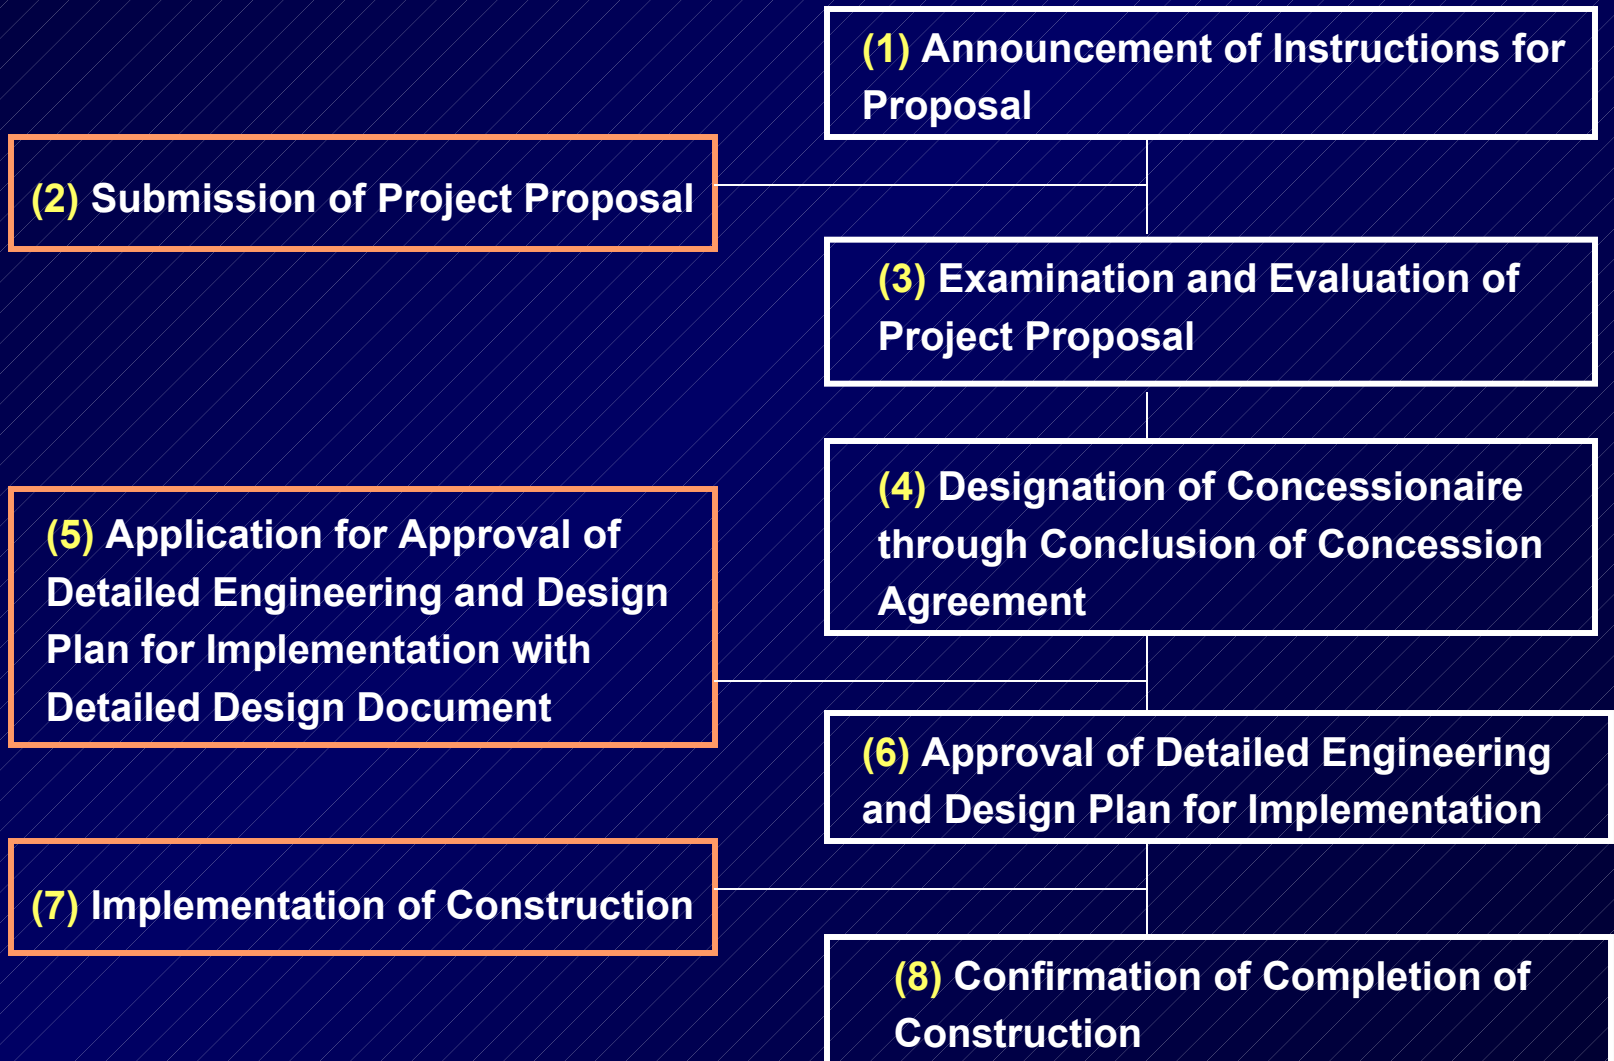 (1) Announcement of Instructions for
Proposal
(2) Submission of Project Proposal
(3) Examination and Evaluation of
Project Proposal
(4) Designation of Concessionaire
through Conclusion of Concession
Agreement
(5) Application for Approval of
Detailed Engineering and Design
Plan for Implementation with
Detailed Design Document
(6) Approval of Detailed Engineering
and Design Plan for Implementation
(7) Implementation of Construction
(8) Confirmation of Completion of
Construction